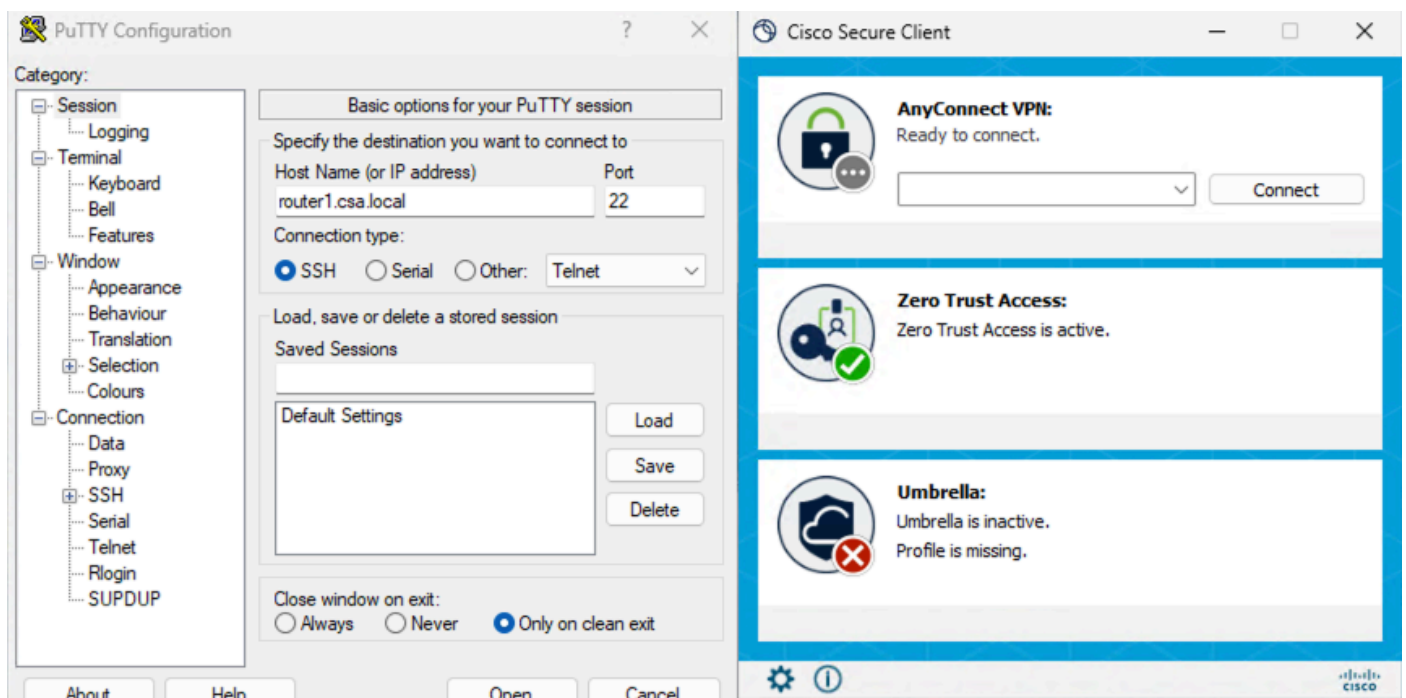 PuTTY Configuration
?
Category:
Session
Logging
Terminal
Keyboard
Bell
Features
Window
Appearance
Behaviour
Translation
Selection
Colours
Connection
Data
Proxy
SSH
Serial
Telnet
Rlogin
SUPDUP
Basic options for your PuTTY session
Specify the destination you want to connect to
Host Name (or IP address) Port
router1.csa.local 22
Connection type:
SSH Serial Other: Telnet
Load, save or delete a stored session
Saved Sessions
Default Settings
Load
Save
Delete
Close window on exit:
Always Never Only on clean exit
About Help Open Cancel
Cisco Secure Client
AnyConnect VPN:
Ready to connect.
Connect
Zero Trust Access:
Zero Trust Access is active.
Umbrella:
Umbrella is inactive.
Profile is missing.
CISCO